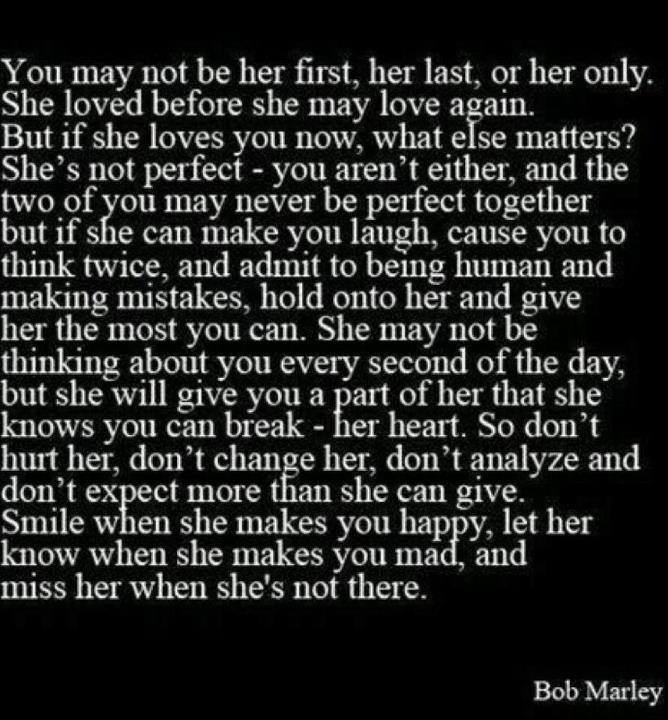 You may not be her first, her last, or her only.
She loved before she may love again.
But if she loves you now, what else matters?
She’s not perfect - you aren’t either, and the
two of you may never be perfect together
but if she can make you laugh, cause you to
think twice, and admit to being human and
making mistakes, hold onto her and give
her the most you can. She may not be
thinking about you every second of the day,
but she will give you a part of her that she
knows you can break - her heart. So don’t
hurt her, don’t change her, don’t analyze and
don’t expect more than she can give.
Smile when she makes you happy, let her
know when she makes you mad, and
miss her when she's not there.
Bob Marley